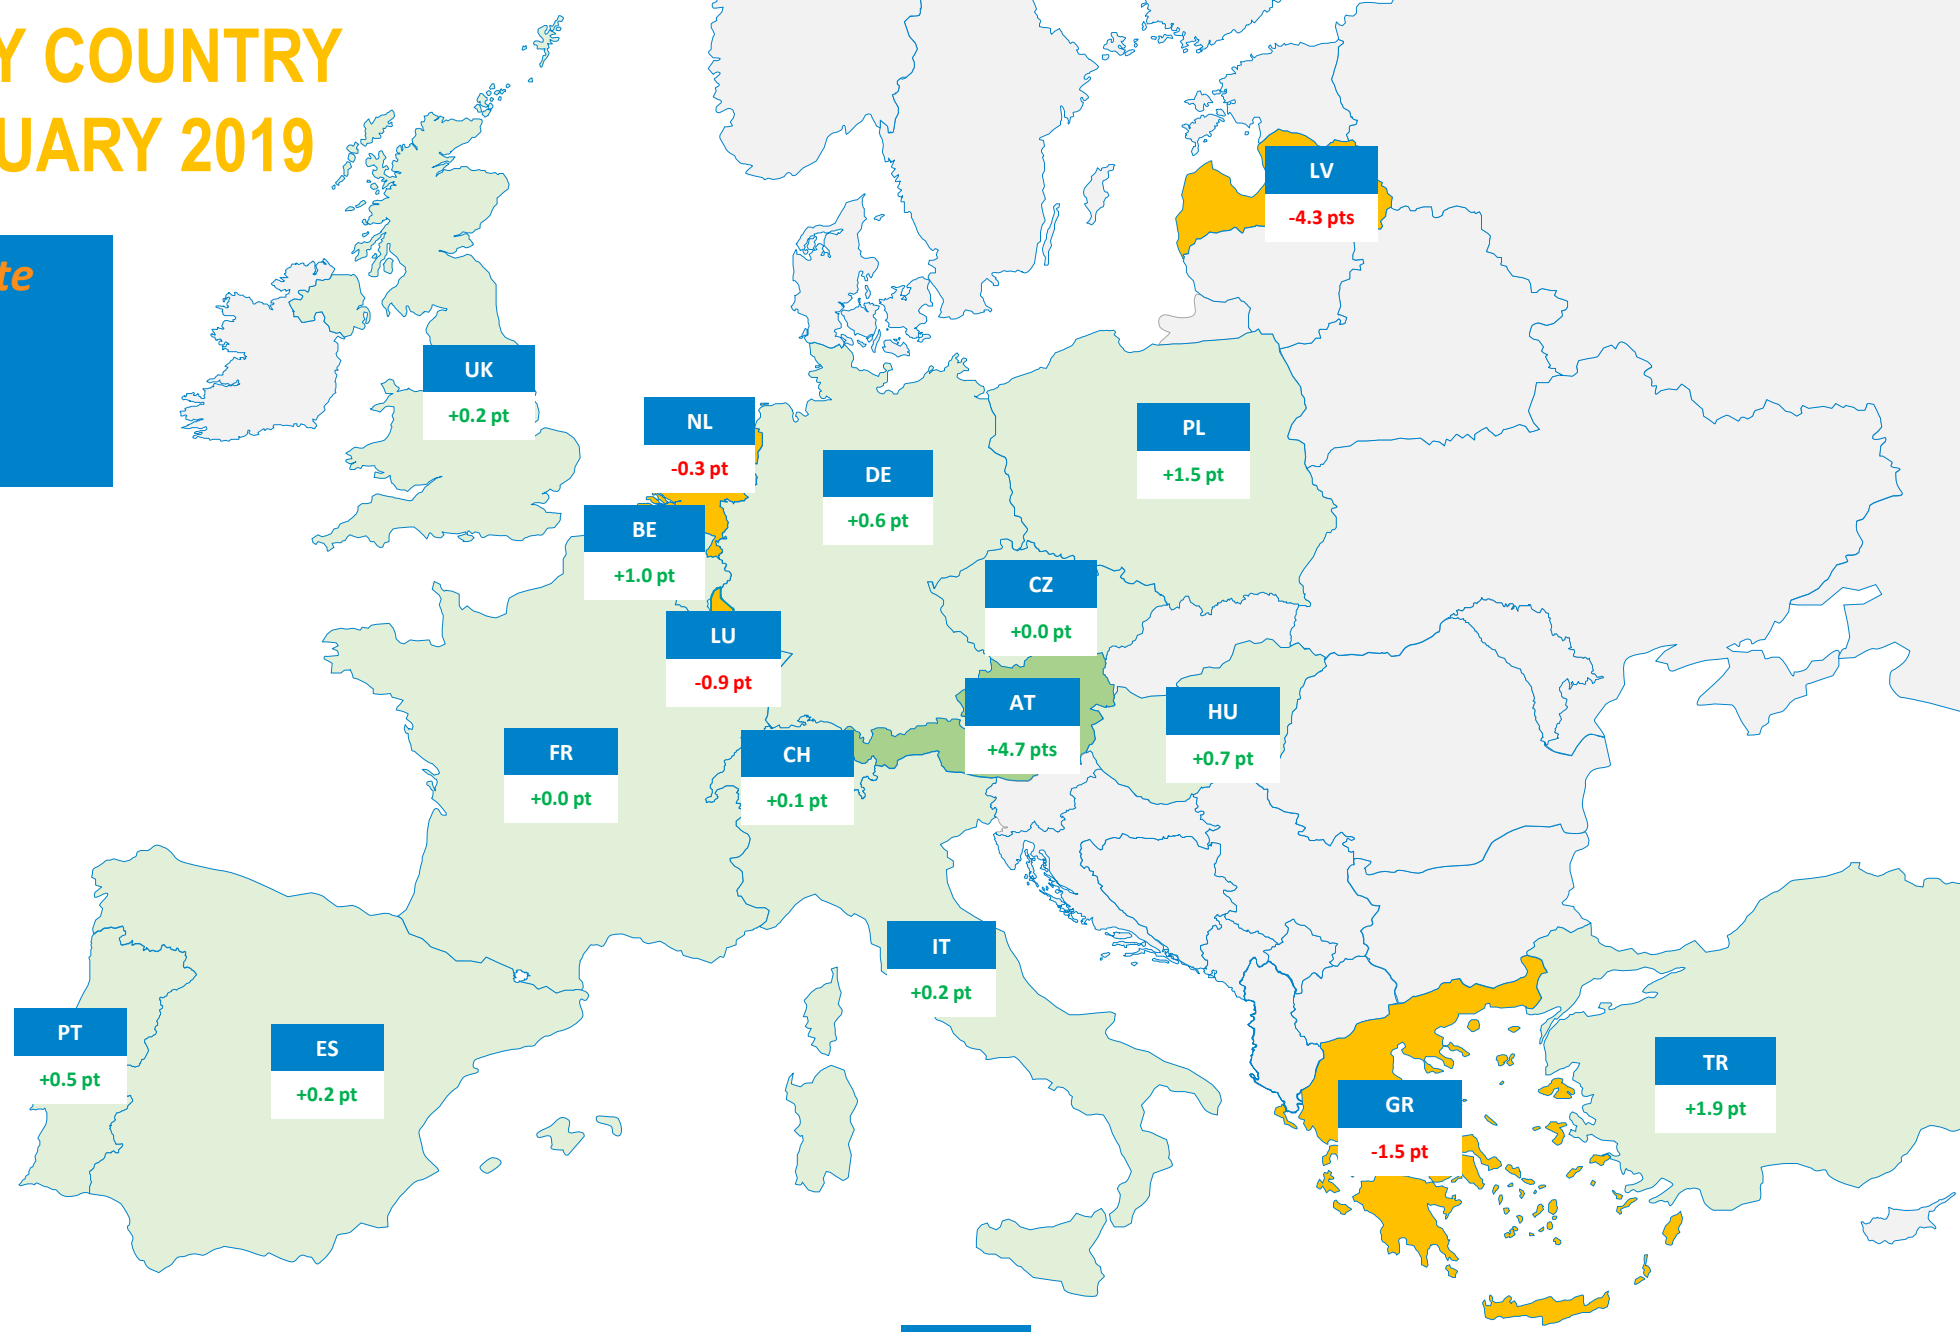 Y COUNTRY
UARY 2019
te
LV
-4.3 pts
UK
+0.2 pt
NL
-0.3 pt
PL
+1.5 pt
DE
+0.6 pt
BE
+1.0 pt
CZ
+0.0 pt
LU
-0.9 pt
AT
+4.7 pts
HU
+0.7 pt
FR
+0.0 pt
CH
+0.1 pt
IT
+0.2 pt
PT
+0.5 pt
ES
+0.2 pt
TR
+1.9 pt
GR
-1.5 pt